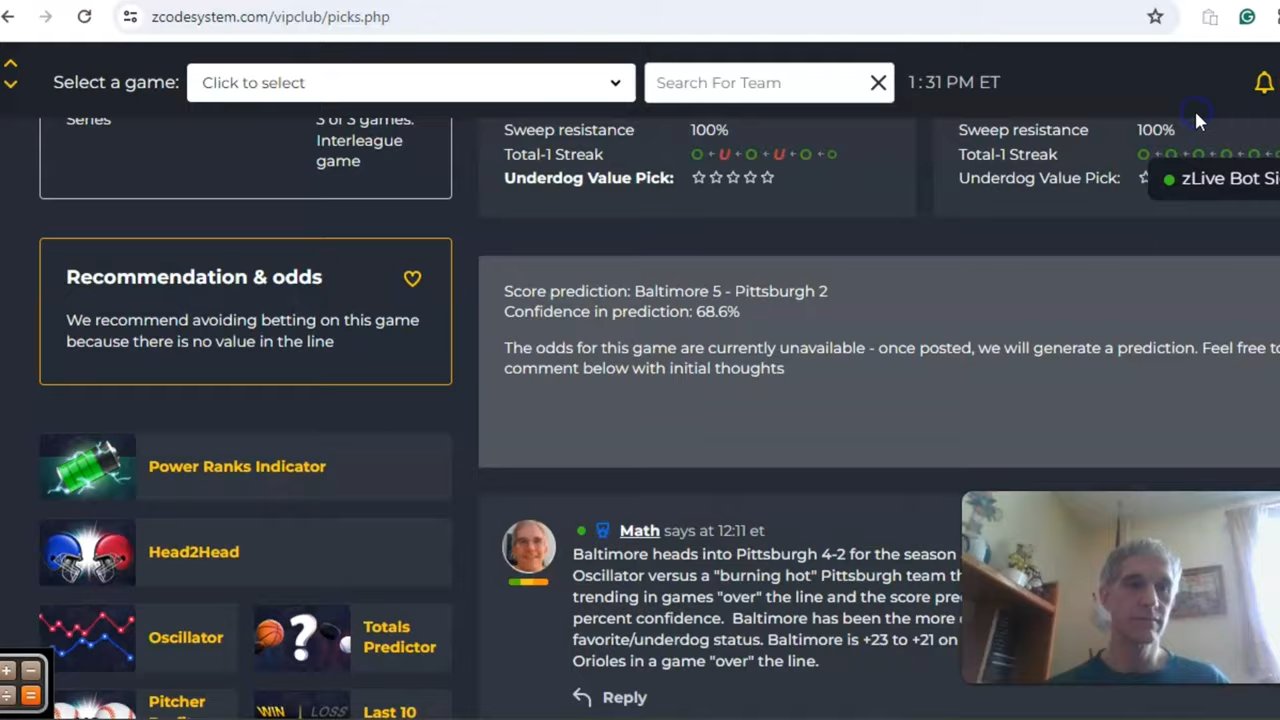 zcodesystem.com/vipclub/picks.php
Select a game:
Click to select
Search For Team
1:31 PM ET
Series
3 of 3 games.
Interleague
game
Sweep resistance 100%
Total-1 Streak
Underdog Value Pick:
Sweep resistance 100%
Total-1 Streak
Underdog Value Pick:
zLive Bot Si
Recommendation & odds
We recommend avoiding betting on this game
because there is no value in the line
Score prediction: Baltimore 5 - Pittsburgh 2
Confidence in prediction: 68.6%
The odds for this game are currently unavailable - once posted, we will generate a prediction. Feel free to
comment below with initial thoughts
Power Ranks Indicator
Head2Head
Oscillator
Totals
Predictor
Pitcher
WIN LOSS
Last 10
Math says at 12:11 et
Baltimore heads into Pittsburgh 4-2 for the season
Oscillator versus a "burning hot" Pittsburgh team th
trending in games "over" the line and the score pre
percent confidence. Baltimore has been the more
favorite/underdog status. Baltimore is +23 to +21 on
Orioles in a game "over" the line.
Reply